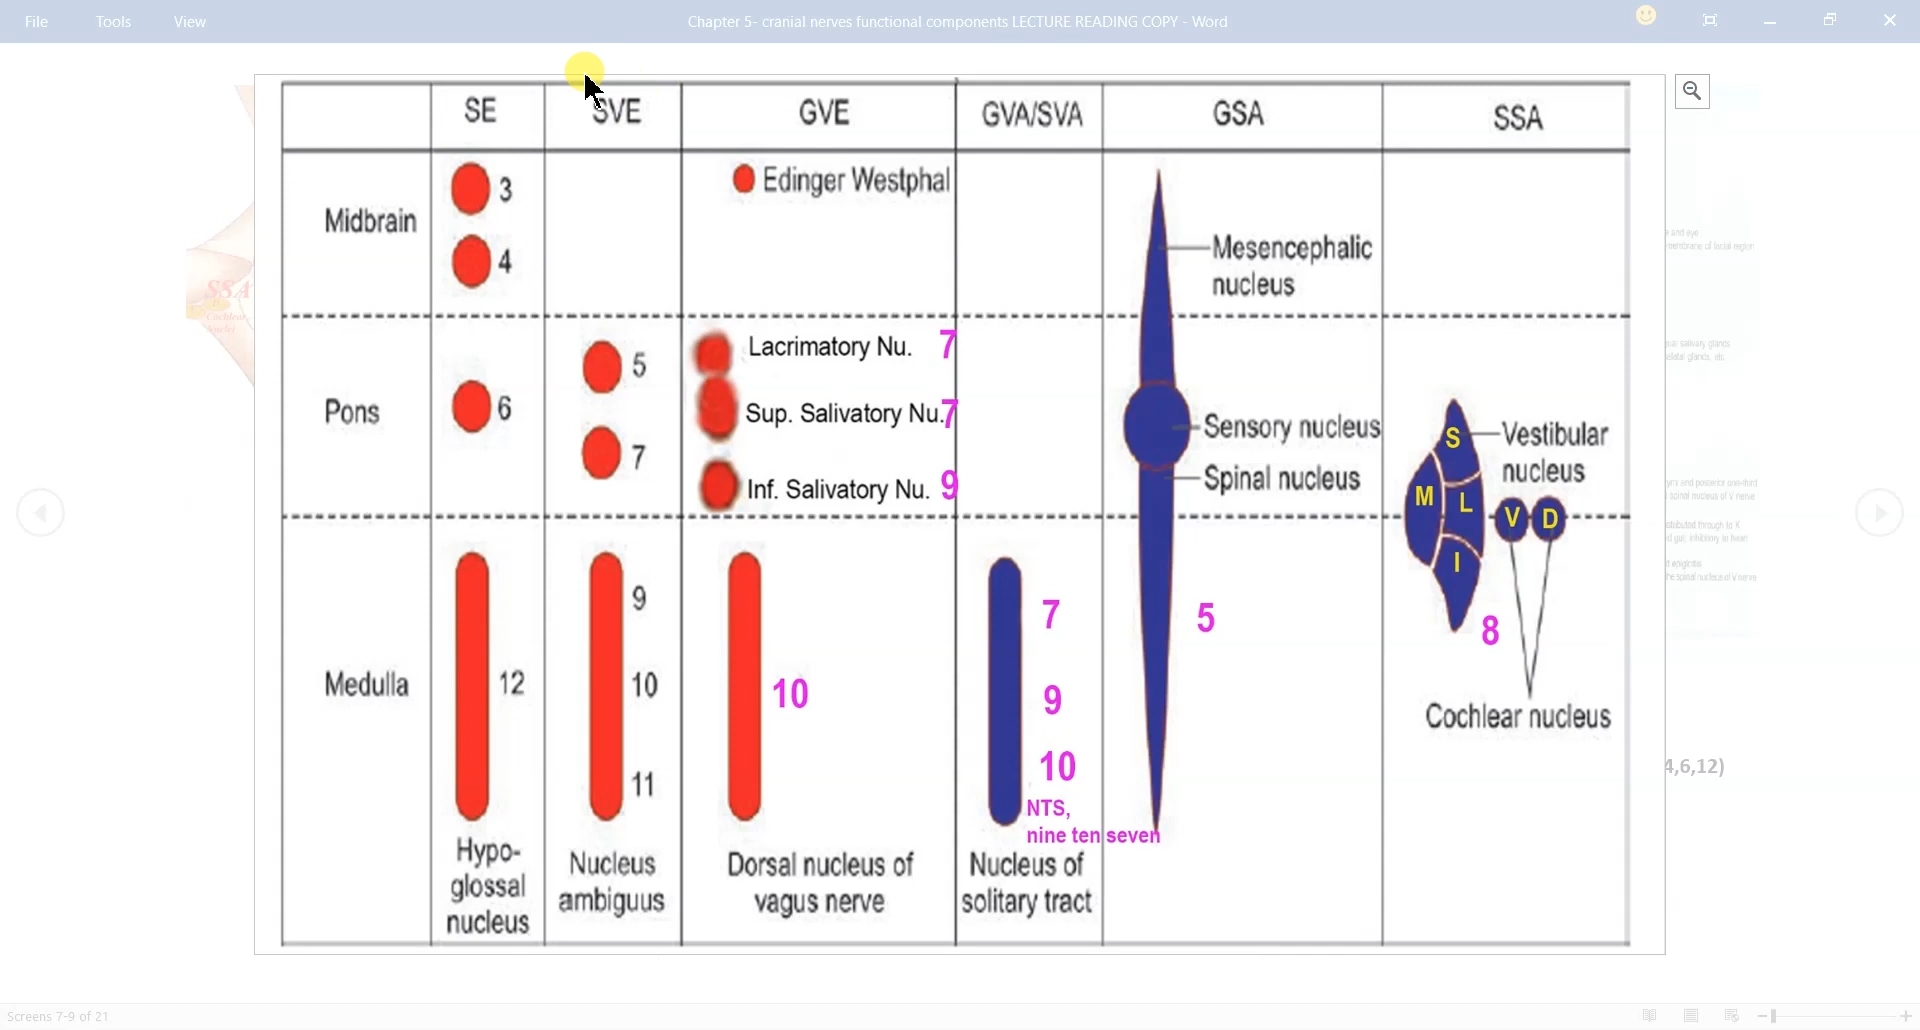 File Tools View Chapter 5- cranial nerves functional components LECTURE READING COPY - Word
SE SVE GVE GVA/SVA GSA SSA
Midbrain
3
4
Edinger Westphal
Mesencephalic
nucleus
Pons
6
5
7
Lacrimatory Nu. 7
Sup. Salivatory Nu. 7
Inf. Salivatory Nu. 9
Sensory nucleus
Spinal nucleus
Vestibular
nucleus
S
M
L
I
V D
Medulla
12
9
10
11
10
7
9
10
NTS,
nine ten seven
5
8
Cochlear nucleus
Hypo-
glossal
nucleus
Nucleus
ambiguus
Dorsal nucleus of
vagus nerve
Nucleus of
solitary tract
SSA
Cochlear
4,6,12)
Screens 7-9 of 21